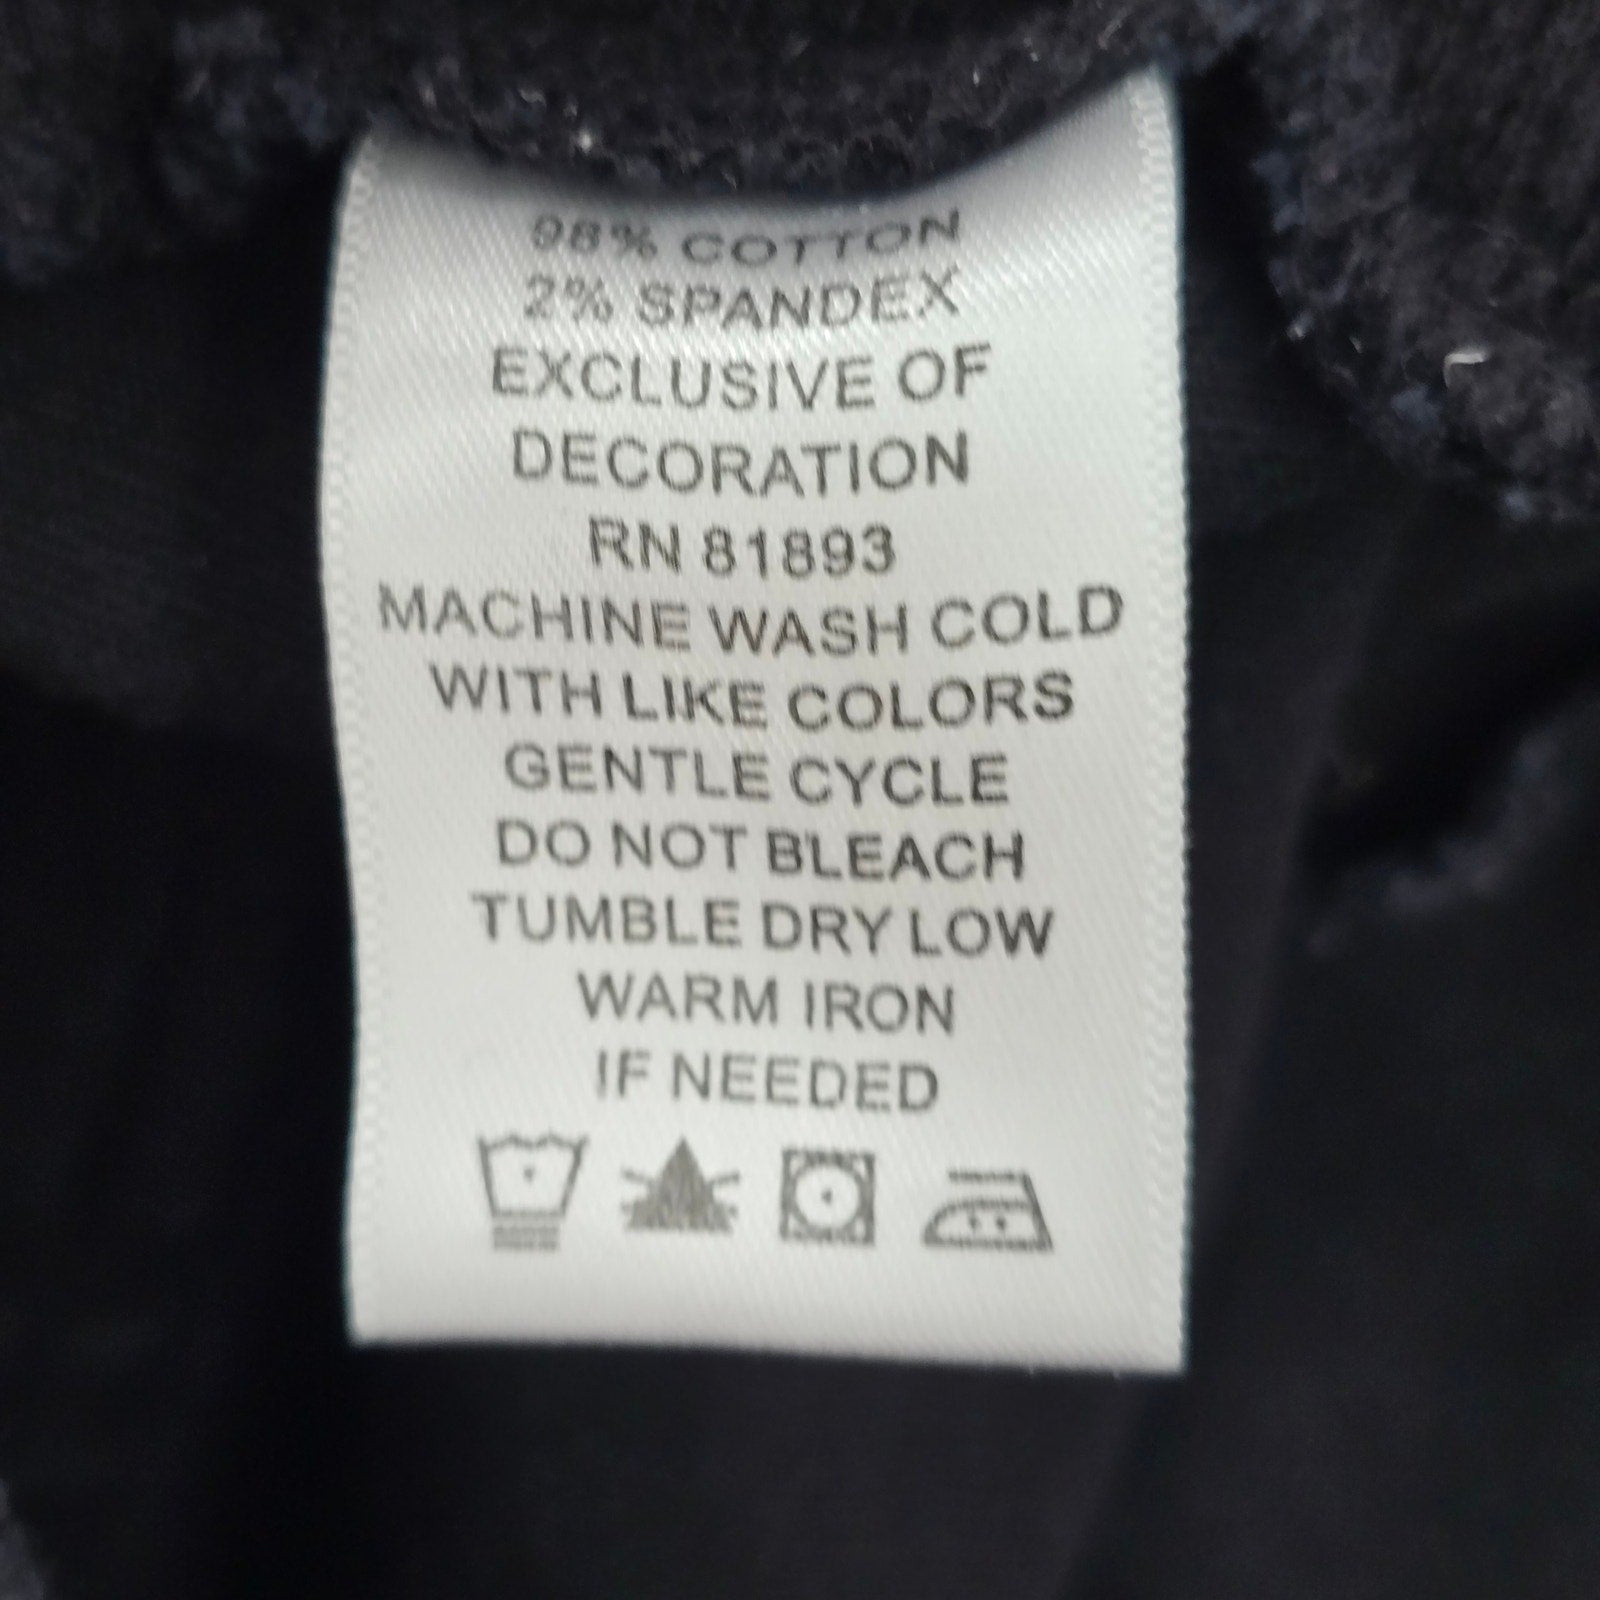 98% COTTON
2% SPANDEX
EXCLUSIVE OF
DECORATION
RN 81893
MACHINE WASH COLD
WITH LIKE COLORS
GENTLE CYCLE
DO NOT BLEACH
TUMBLE DRY LOW
WARM IRON
IF NEEDED